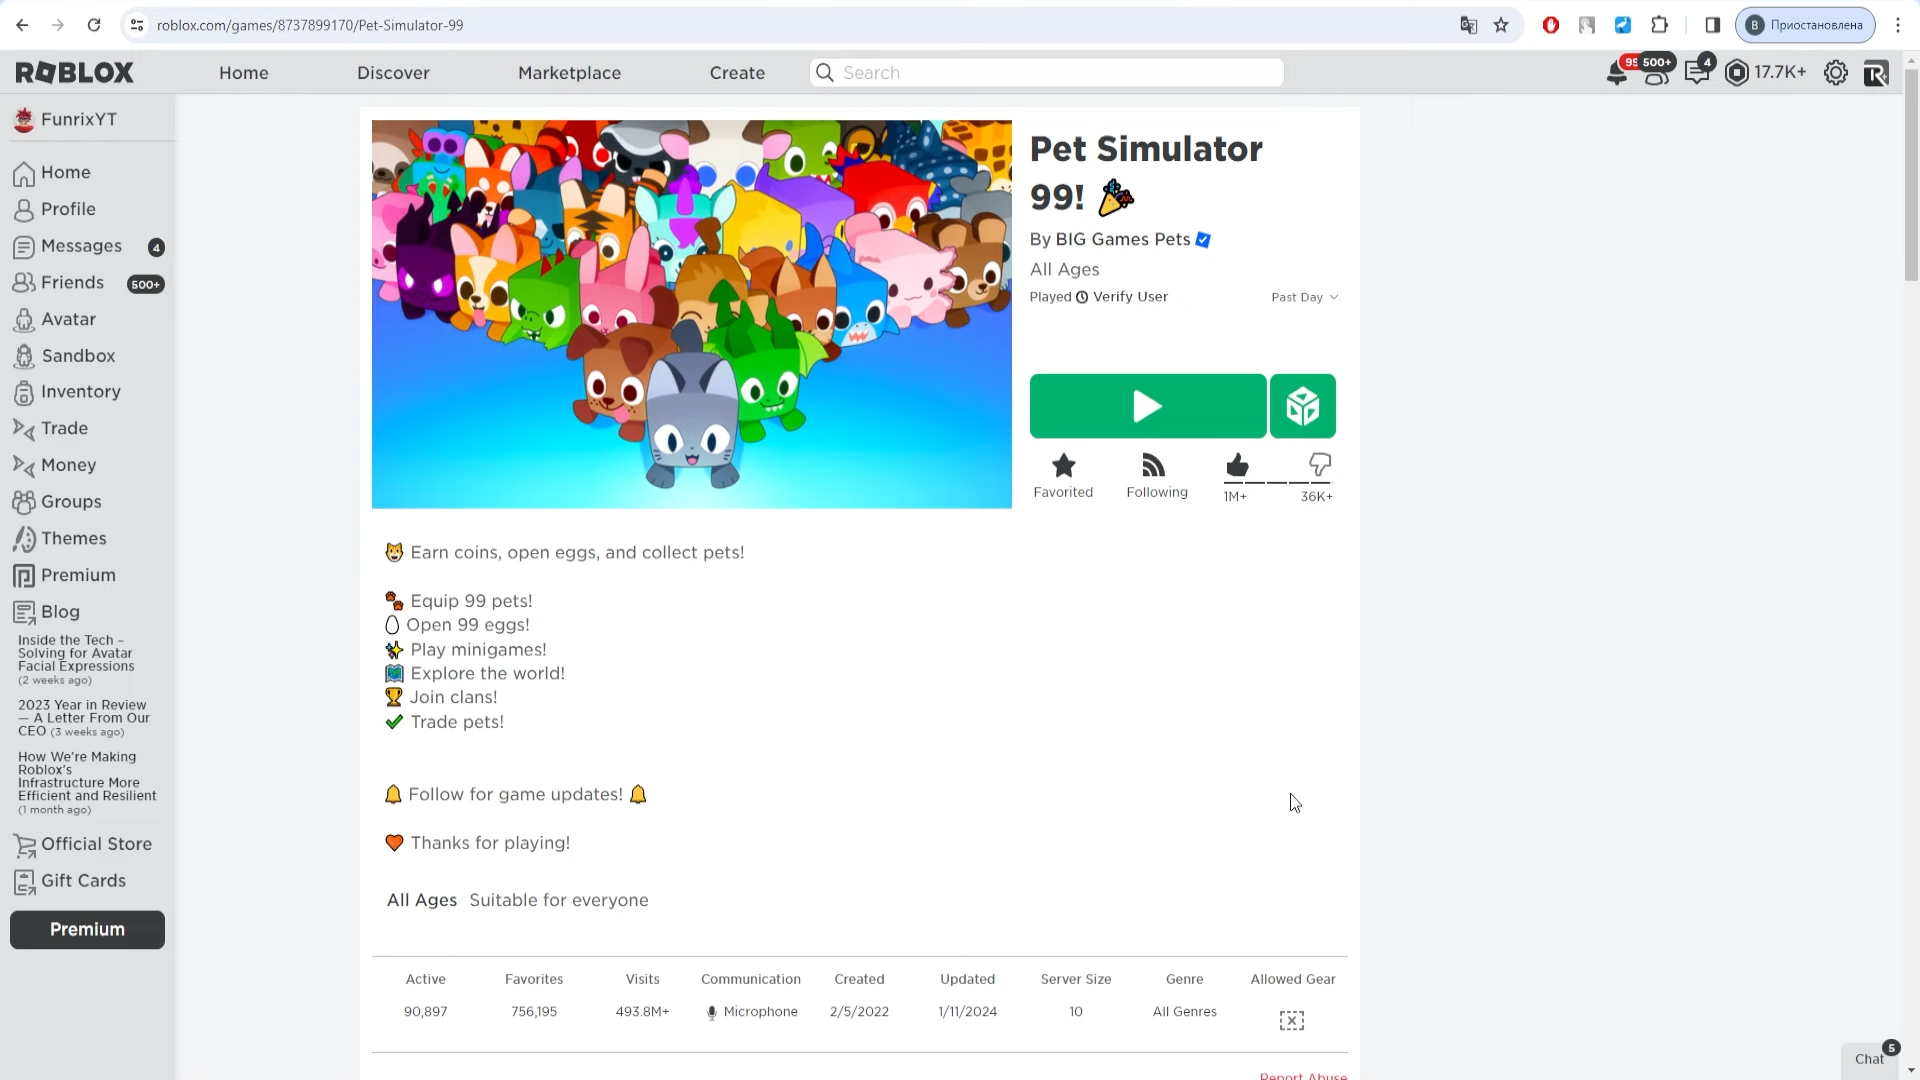 roblox.com/games/8737899170/Pet-Simulator-99
B Приостановлена
ROBLOX
Home
Discover
Marketplace
Create
Search
500+
4
17.7K+
FunrixYT
Home
Profile
Messages 4
Friends 500+
Avatar
Sandbox
Inventory
Trade
Money
Groups
Themes
Premium
Blog
Inside the Tech –
Solving for Avatar
Facial Expressions
(2 weeks ago)
2023 Year in Review
— A Letter From Our
CEO (3 weeks ago)
How We're Making
Roblox's
Infrastructure More
Efficient and Resilient
(1 month ago)
Official Store
Gift Cards
Premium
Pet Simulator
99! 🎉
By BIG Games Pets
All Ages
Played Verify User
Past Day
Favorited
Following
1M+
36K+
🐱 Earn coins, open eggs, and collect pets!
🐾 Equip 99 pets!
🥚 Open 99 eggs!
✨ Play minigames!
🗺️ Explore the world!
🏆 Join clans!
✔️ Trade pets!
🔔 Follow for game updates! 🔔
❤️ Thanks for playing!
All Ages Suitable for everyone
Active Favorites Visits Communication Created Updated Server Size Genre Allowed Gear
90,897 756,195 493.8M+ Microphone 2/5/2022 1/11/2024 10 All Genres
Report Abuse
Chat 5